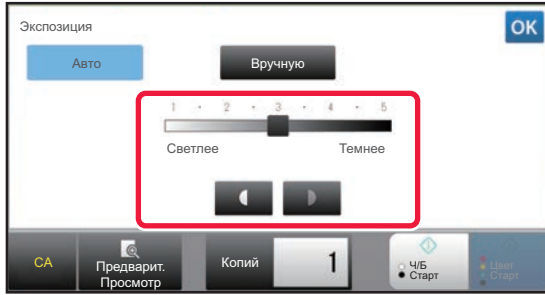 Экспозиция
OK
Авто
Вручную
1 · 2 · 3 · 4 · 5
Светлее
Темнее
CA
Предварит.
Просмотр
Копий
1
Ч/Б
Старт
Цвет
Старт